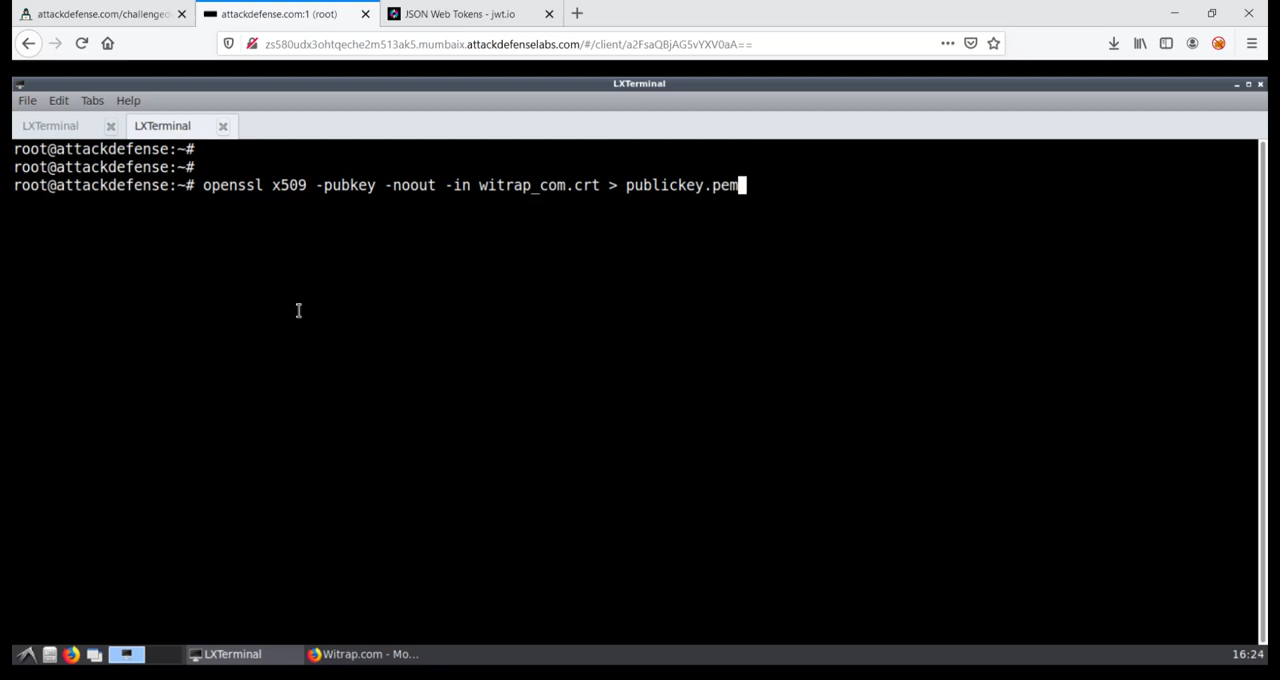 attackdefense.com/challenged
attackdefense.com:1 (root)
JSON Web Tokens - jwt.io
zs580udx3ohtqeche2m513ak5.mumbaix.attackdefenselabs.com/#/client/a2FsaQBjAG5vYXV0aA==
LXTerminal
File Edit Tabs Help
LXTerminal LXTerminal
root@attackdefense:~#
root@attackdefense:~#
root@attackdefense:~# openssl x509 -pubkey -noout -in witrap_com.crt > publickey.pem
LXTerminal
Witrap.com - Mo...
16:24